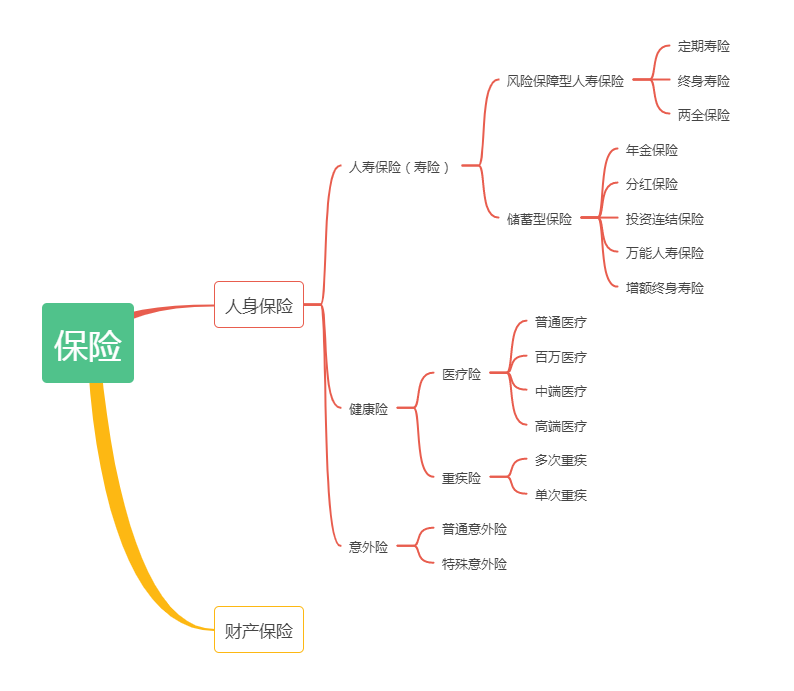 保险
人身保险
人寿保险（寿险）
风险保障型人寿保险
定期寿险
终身寿险
两全保险
储蓄型保险
年金保险
分红保险
投资连结保险
万能人寿保险
增额终身寿险
健康险
医疗险
普通医疗
百万医疗
中端医疗
高端医疗
重疾险
多次重疾
单次重疾
意外险
普通意外险
特殊意外险
财产保险